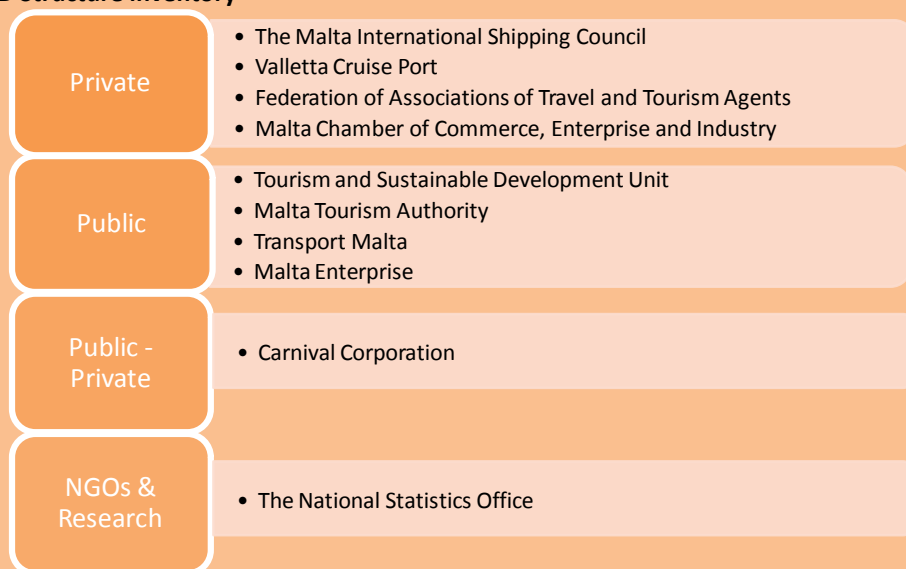 structure inventory
Private
• The Malta International Shipping Council
• Valletta Cruise Port
• Federation of Associations of Travel and Tourism Agents
• Malta Chamber of Commerce, Enterprise and Industry
Public
• Tourism and Sustainable Development Unit
• Malta Tourism Authority
• Transport Malta
• Malta Enterprise
Public -
Private
• Carnival Corporation
NGOs &
Research
• The National Statistics Office